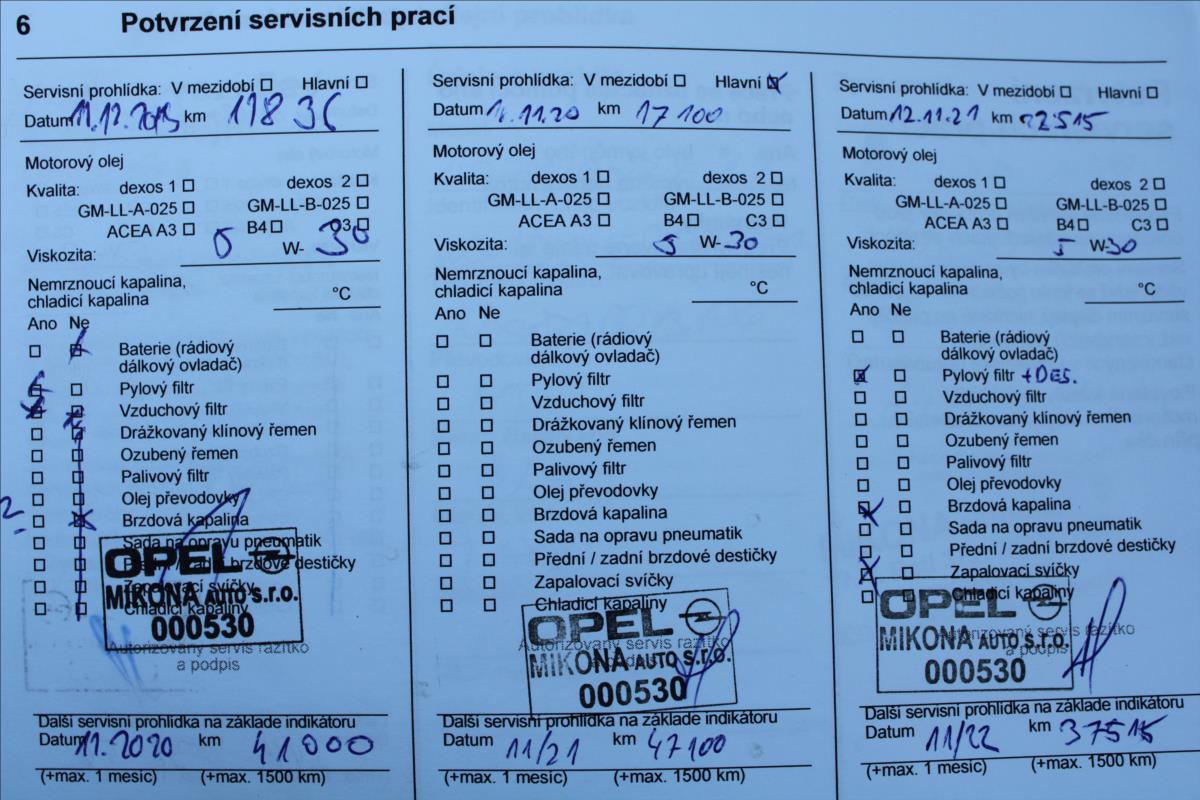 6 Potvrzení servisních prací
Servisní prohlídka: V mezidobí ☐ Hlavní ☐
Datum 11.12.2019 km 11836
Motorový olej
Kvalita: dexos 1 ☐ dexos 2 ☐
GM-LL-A-025 ☐ GM-LL-B-025 ☐
ACEA A3 ☐ B4 ☐ C3 ☐
Viskozita: 5 W- 30
Nemrznoucí kapalina,
chladicí kapalina °C
Ano Ne
Baterie (rádiový
dálkový ovladač)
Pylový filtr
Vzduchový filtr
Drážkovaný klínový řemen
Ozubený řemen
Palivový filtr
Olej převodovky
Brzdová kapalina
Sada na opravu pneumatik
Přední / zadní brzdové destičky
Zapalovací svíčky
Chladicí kapaliny
OPEL
MIKONA AUTO s.r.o.
000530
Autorizovaný servis razítko
a podpis
Další servisní prohlídka na základe indikátoru
Datum 11.2020 km 41000
(+max. 1 mesíc) (+max. 1500 km)
Servisní prohlídka: V mezidobí ☐ Hlavní ☒
Datum 11.20 km 17100
Motorový olej
Kvalita: dexos 1 ☐ dexos 2 ☐
GM-LL-A-025 ☐ GM-LL-B-025 ☐
ACEA A3 ☐ B4 ☐ C3 ☐
Viskozita: 5 W- 30
Nemrznoucí kapalina,
chladicí kapalina °C
Ano Ne
Baterie (rádiový
dálkový ovladač)
Pylový filtr
Vzduchový filtr
Drážkovaný klínový řemen
Ozubený řemen
Palivový filtr
Olej převodovky
Brzdová kapalina
Sada na opravu pneumatik
Přední / zadní brzdové destičky
Zapalovací svíčky
Chladicí kapaliny
OPEL
Autorizovaný servis razítko
MIKONA AUTO s.r.o.
a podpis
000530
Další servisní prohlídka na základe indikátoru
Datum 11/21 km 47100
(+max. 1 mesíc) (+max. 1500 km)
Servisní prohlídka: V mezidobí ☐ Hlavní ☐
Datum 12.11.21 km 22515
Motorový olej
Kvalita: dexos 1 ☐ dexos 2 ☐
GM-LL-A-025 ☐ GM-LL-B-025 ☐
ACEA A3 ☐ B4 ☐ C3 ☐
Viskozita: 5 W- 30
Nemrznoucí kapalina,
chladicí kapalina °C
Ano Ne
Baterie (rádiový
dálkový ovladač)
Pylový filtr + DES.
Vzduchový filtr
Drážkovaný klínový řemen
Ozubený řemen
Palivový filtr
Olej převodovky
Brzdová kapalina
Sada na opravu pneumatik
Přední / zadní brzdové destičky
Zapalovací svíčky
Chladicí kapaliny
OPEL
Autorizovaný servis razítko
MIKONA AUTO s.r.o.
a podpis
000530
Další servisní prohlídka na základe indikátoru
Datum 11/22 km 37515
(+max. 1 mesíc) (+max. 1500 km)